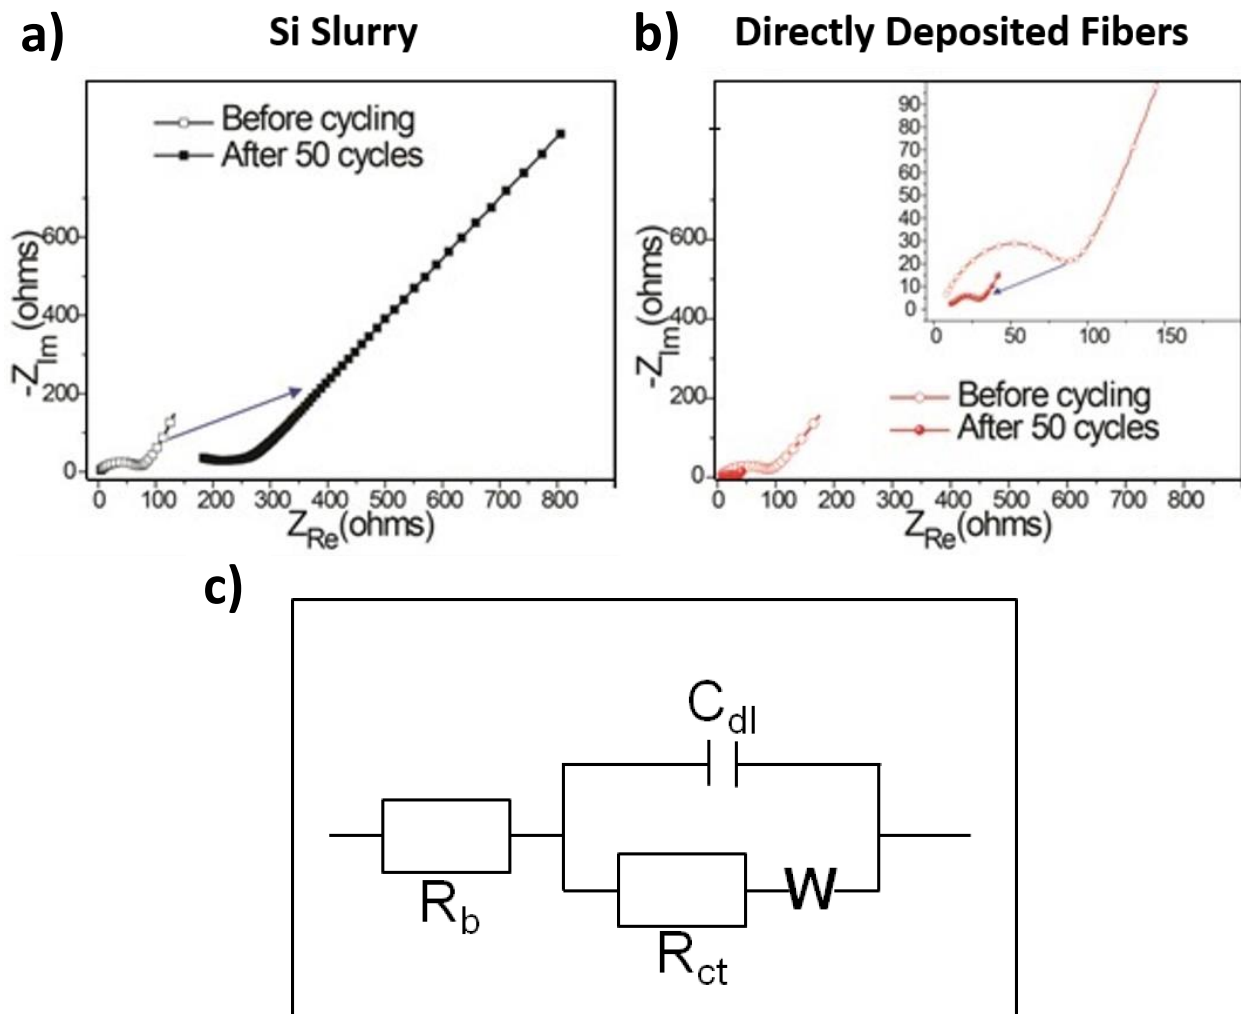 a) Si Slurry
Before cycling
After 50 cycles
-Z_Im (ohms)
600
400
200
0
0 100 200 300 400 500 600 700 800
Z_Re (ohms)
b) Directly Deposited Fibers
90
80
70
60
50
40
30
20
10
0
0 50 100 150
-Z_Im (ohms)
600
400
200
0
Before cycling
After 50 cycles
0 100 200 300 400 500 600 700 800
Z_Re (ohms)
c)
C_dl
R_b
W
R_ct